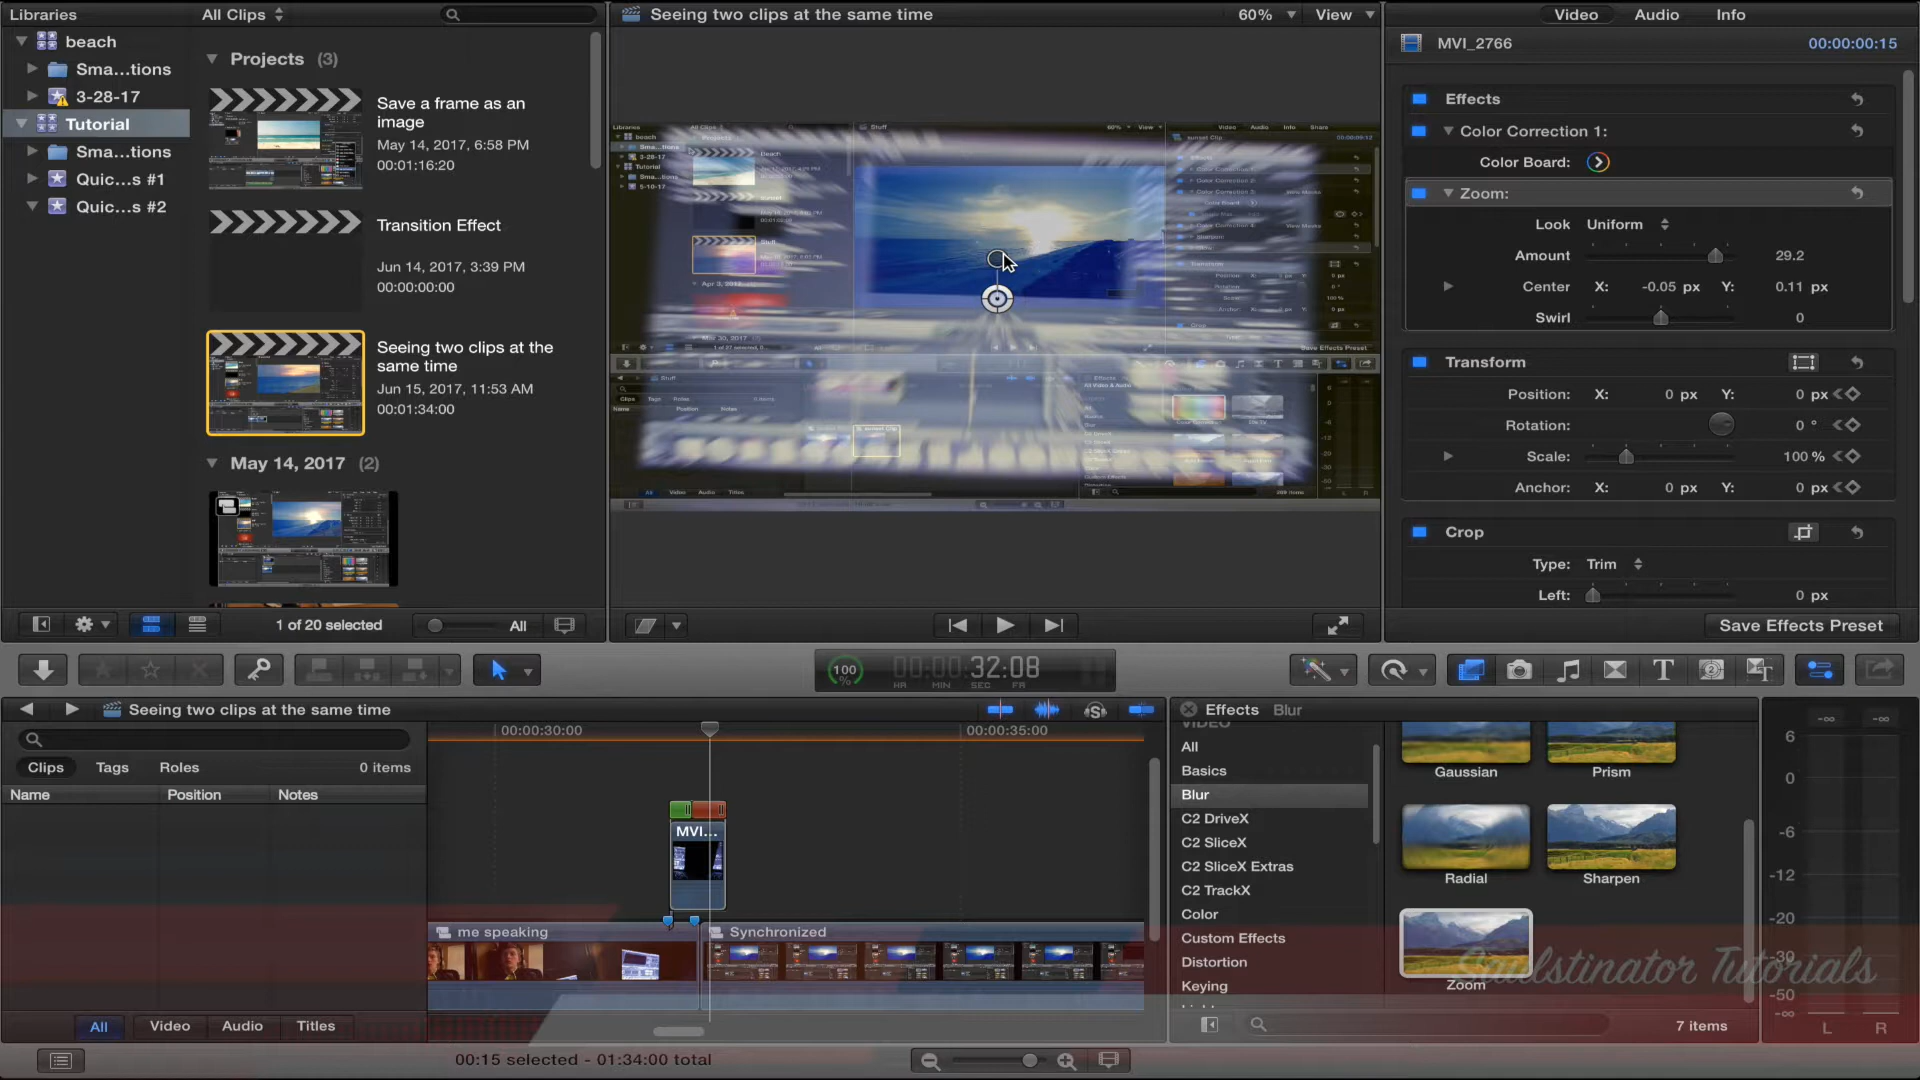 Libraries
All Clips
Seeing two clips at the same time
60%
View
Video
Audio
Info
beach
Sma...tions
3-28-17
Tutorial
Sma...tions
Quic...s #1
Quic...s #2
Projects (3)
Save a frame as an
image
May 14, 2017, 6:58 PM
00:01:16:20
Transition Effect
Jun 14, 2017, 3:39 PM
00:00:00:00
Seeing two clips at the
same time
Jun 15, 2017, 11:53 AM
00:01:34:00
May 14, 2017 (2)
1 of 20 selected
All
MVI_2766
00:00:00:15
Effects
Color Correction 1:
Color Board:
Zoom:
Look Uniform
Amount 29.2
Center X: -0.05 px Y: 0.11 px
Swirl 0
Transform
Position: X: 0 px Y: 0 px
Rotation: 0 °
Scale: 100 %
Anchor: X: 0 px Y: 0 px
Crop
Type: Trim
Left: 0 px
Save Effects Preset
100
%
00:00:32:08
HR MIN SEC FR
Seeing two clips at the same time
Clips
Tags
Roles
0 items
Name
Position
Notes
00:00:30:00
00:00:35:00
MVI...
me speaking
Synchronized
All
Video
Audio
Titles
00:15 selected - 01:34:00 total
Effects Blur
VIDEO
All
Basics
Blur
C2 DriveX
C2 SliceX
C2 SliceX Extras
C2 TrackX
Color
Custom Effects
Distortion
Keying
Gaussian
Prism
Radial
Sharpen
Zoom
7 items
-∞ -∞
6
0
-6
-12
-20
-30
-50
-∞
L R
Saulstinator Tutorials